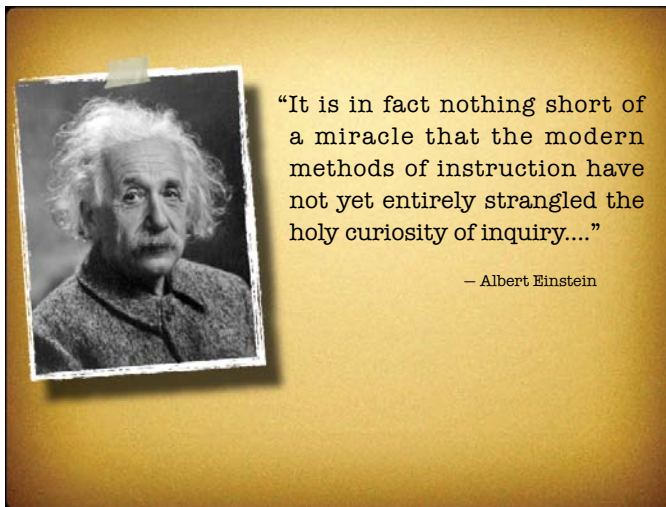 “It is in fact nothing short of
a miracle that the modern
methods of instruction have
not yet entirely strangled the
holy curiosity of inquiry....”
— Albert Einstein